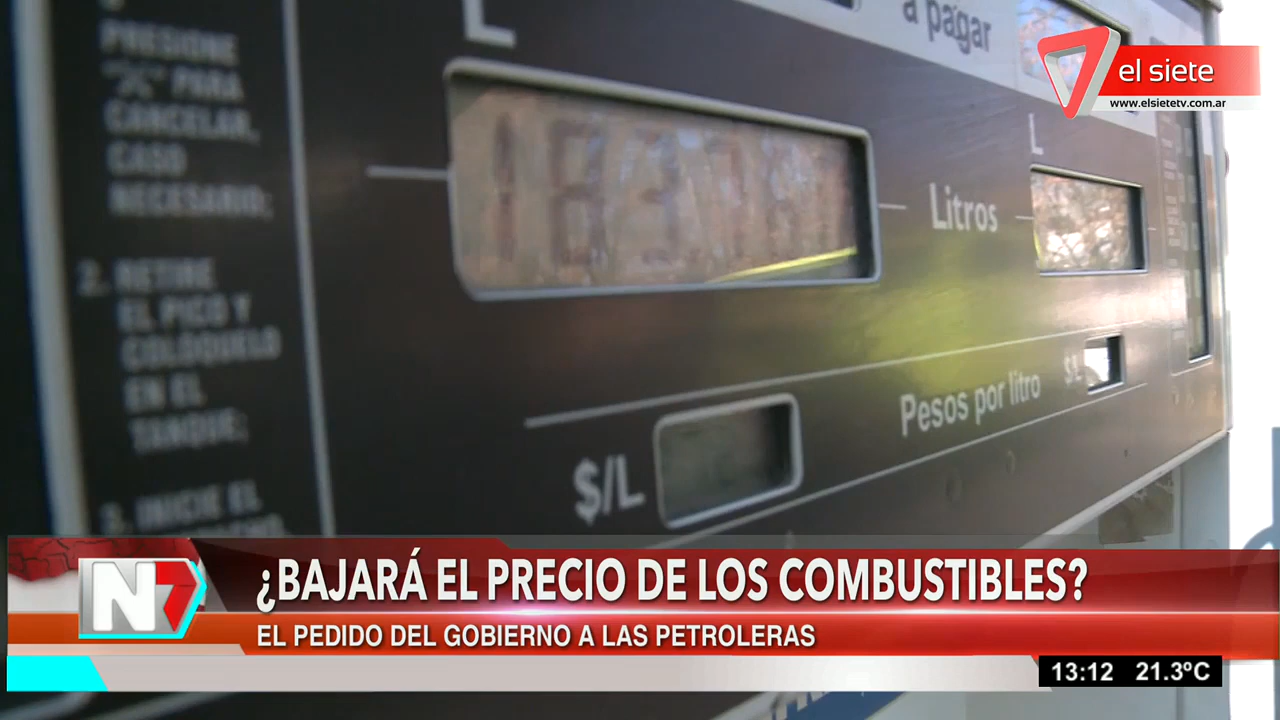 PRESIONE
PARA
CANCELAR,
CASO
NECESARIO;
2. RETIRE
EL PICO Y
COLÓQUELO
EN EL
TANQUE;
3. INICIE EL
L
a pagar
Litros
L
$/L
Pesos por litro
$/L
el siete
www.elsietetv.com.ar
N7
¿BAJARÁ EL PRECIO DE LOS COMBUSTIBLES?
EL PEDIDO DEL GOBIERNO A LAS PETROLERAS
13:12 21.3ºC